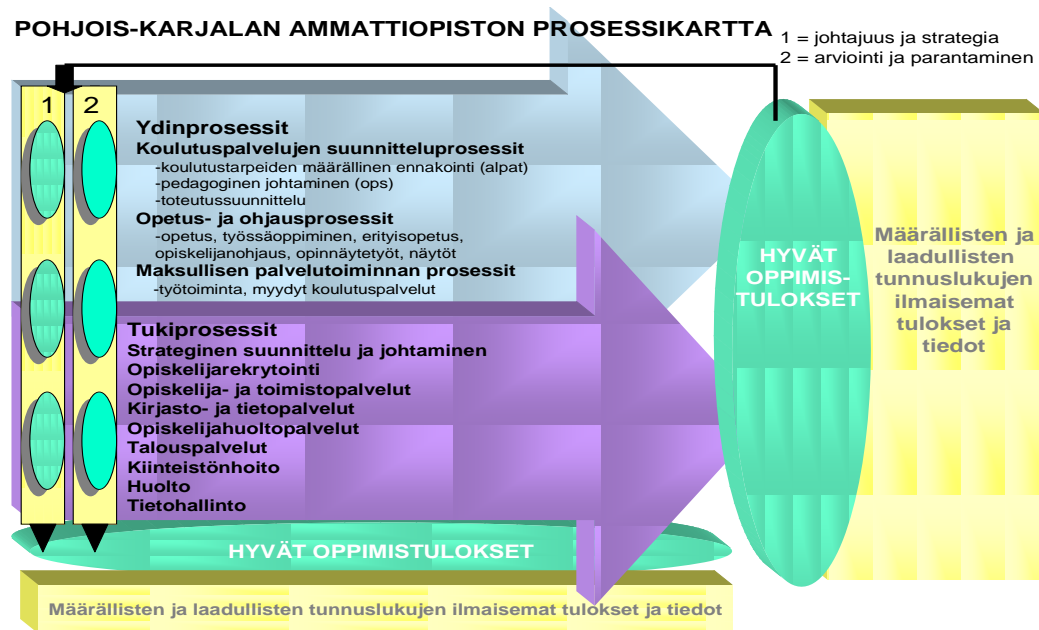 POHJOIS-KARJALAN AMMATTIOPISTON PROSESSIKARTTA
1 = johtajuus ja strategia
2 = arviointi ja parantaminen
1 2
Ydinprosessit
Koulutuspalvelujen suunnitteluprosessit
-koulutustarpeiden määrällinen ennakointi (alpat)
-pedagoginen johtaminen (ops)
-toteutussuunnittelu
Opetus- ja ohjausprosessit
-opetus, työssäoppiminen, erityisopetus,
opiskelijanohjaus, opinnäytetyöt, näytöt
Maksullisen palvelutoiminnan prosessit
-työtoiminta, myydyt koulutuspalvelut
Tukiprosessit
Strateginen suunnittelu ja johtaminen
Opiskelijarekrytointi
Opiskelija- ja toimistopalvelut
Kirjasto- ja tietopalvelut
Opiskelijahuoltopalvelut
Talouspalvelut
Kiinteistönhoito
Huolto
Tietohallinto
HYVÄT
OPPIMIS-
TULOKSET
Määrällisten ja
laadullisten
tunnuslukujen
ilmaisemat
tulokset ja
tiedot
HYVÄT OPPIMISTULOKSET
Määrällisten ja laadullisten tunnuslukujen ilmaisemat tulokset ja tiedot